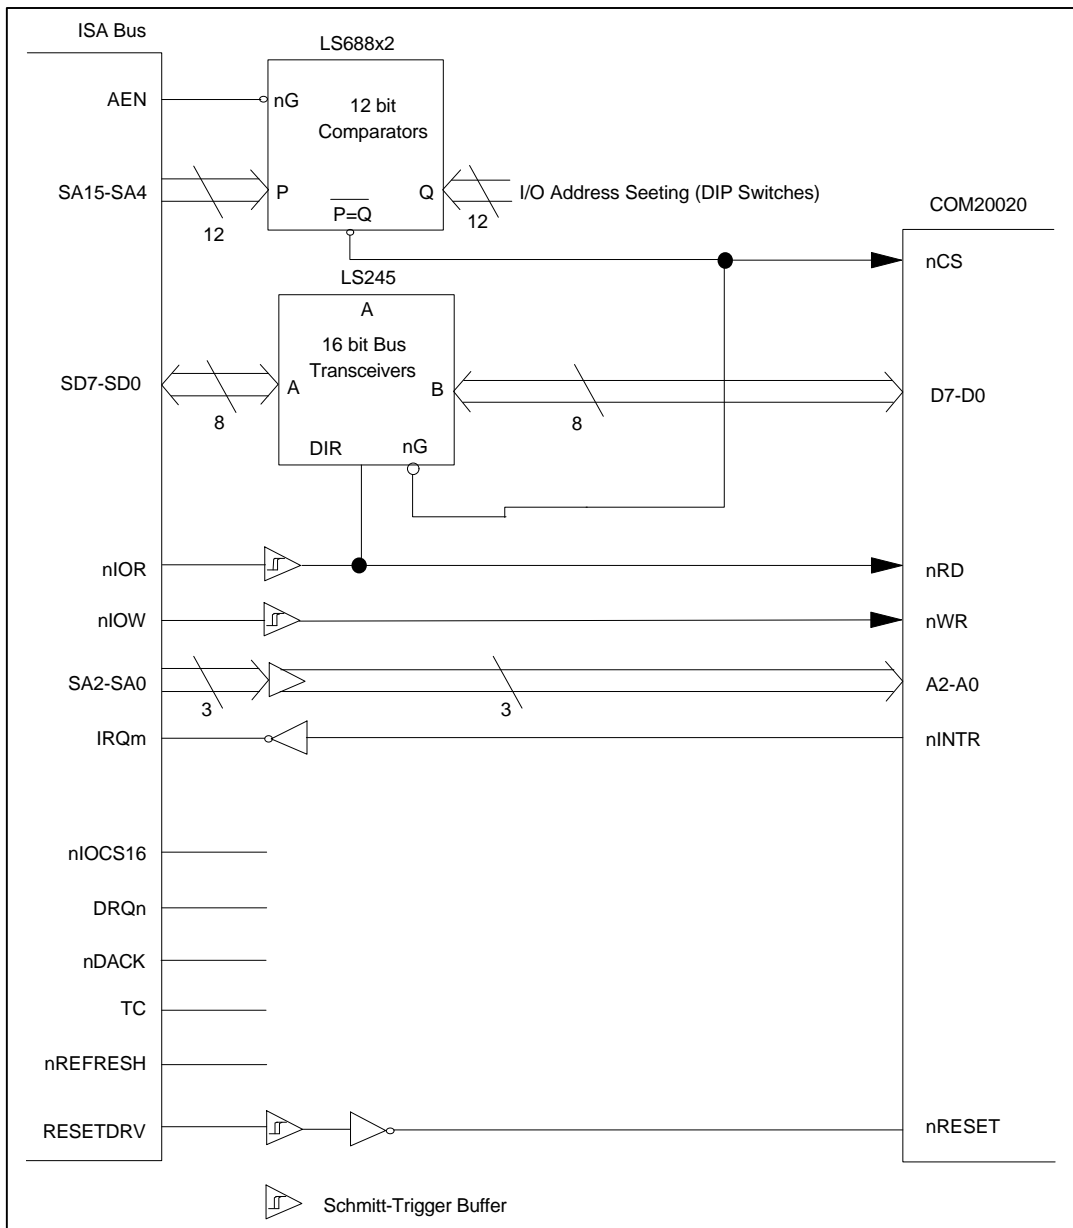 ISA Bus
LS688x2
AEN
nG
12 bit
Comparators
SA15-SA4
P
Q
I/O Address Seeting (DIP Switches)
P=Q
12
12
COM20020
nCS
LS245
A
16 bit Bus
Transceivers
SD7-SD0
A
B
D7-D0
8
8
DIR
nG
nIOR
nRD
nIOW
nWR
SA2-SA0
A2-A0
3
3
IRQm
nINTR
nIOCS16
DRQn
nDACK
TC
nREFRESH
RESETDRV
nRESET
Schmitt-Trigger Buffer